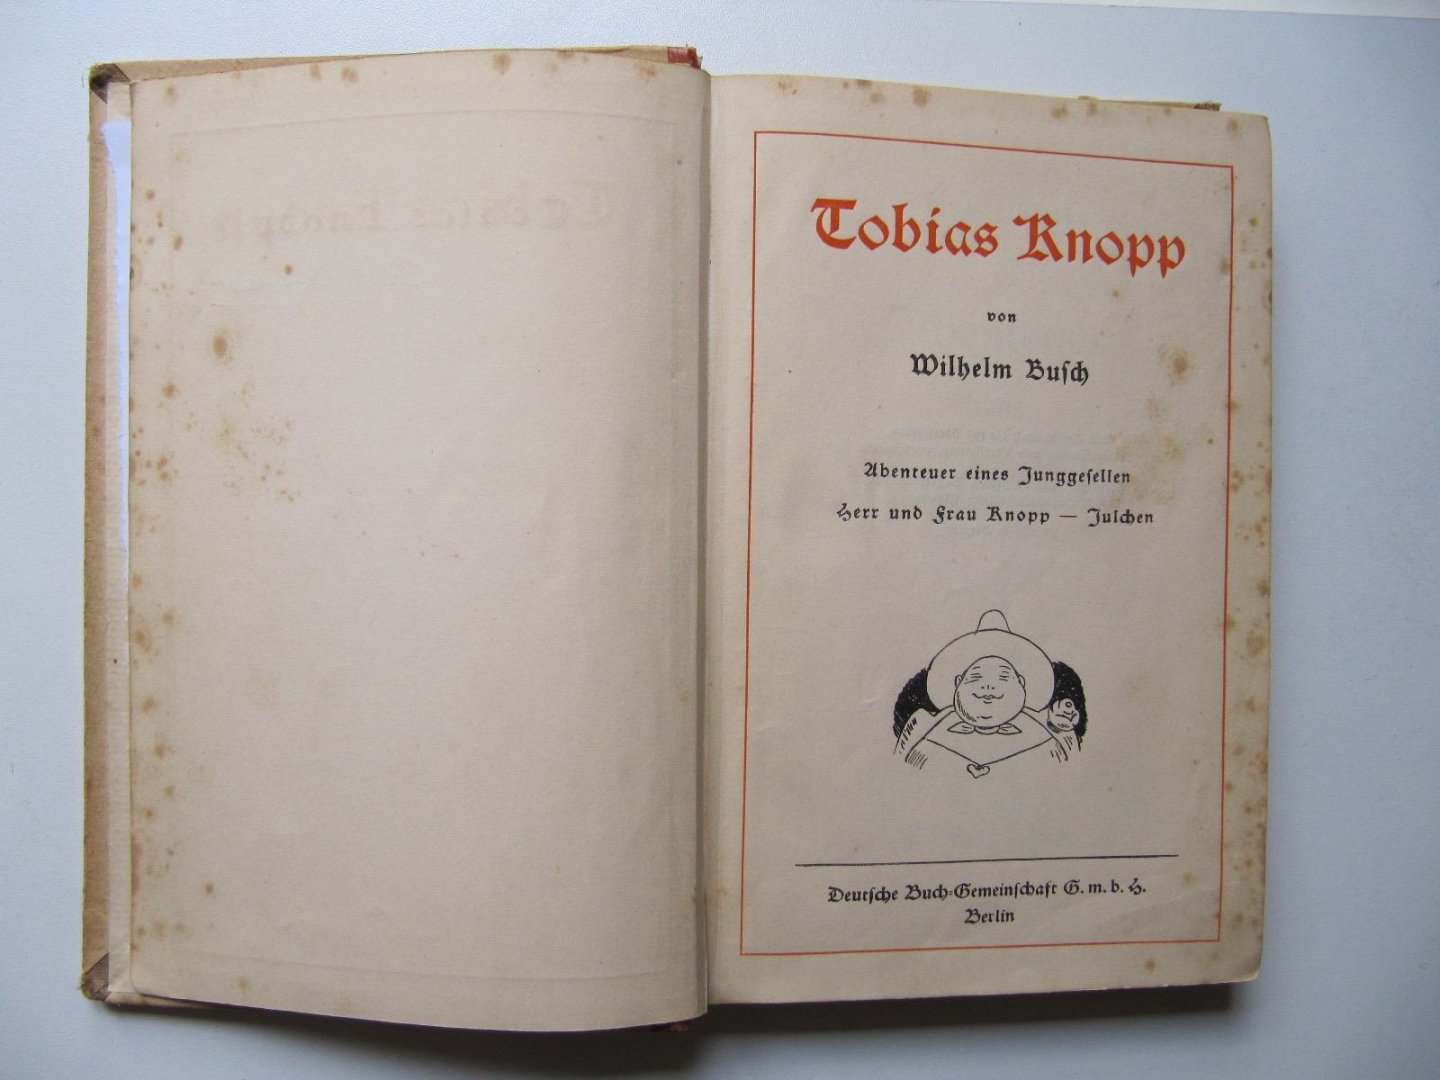 Tobias Knopp
von
Wilhelm Buſch
Abenteuer eines Junggeſellen
Herr und Frau Knopp — Julchen
Deutſche Buch-Gemeinſchaft G. m. b. H.
Berlin